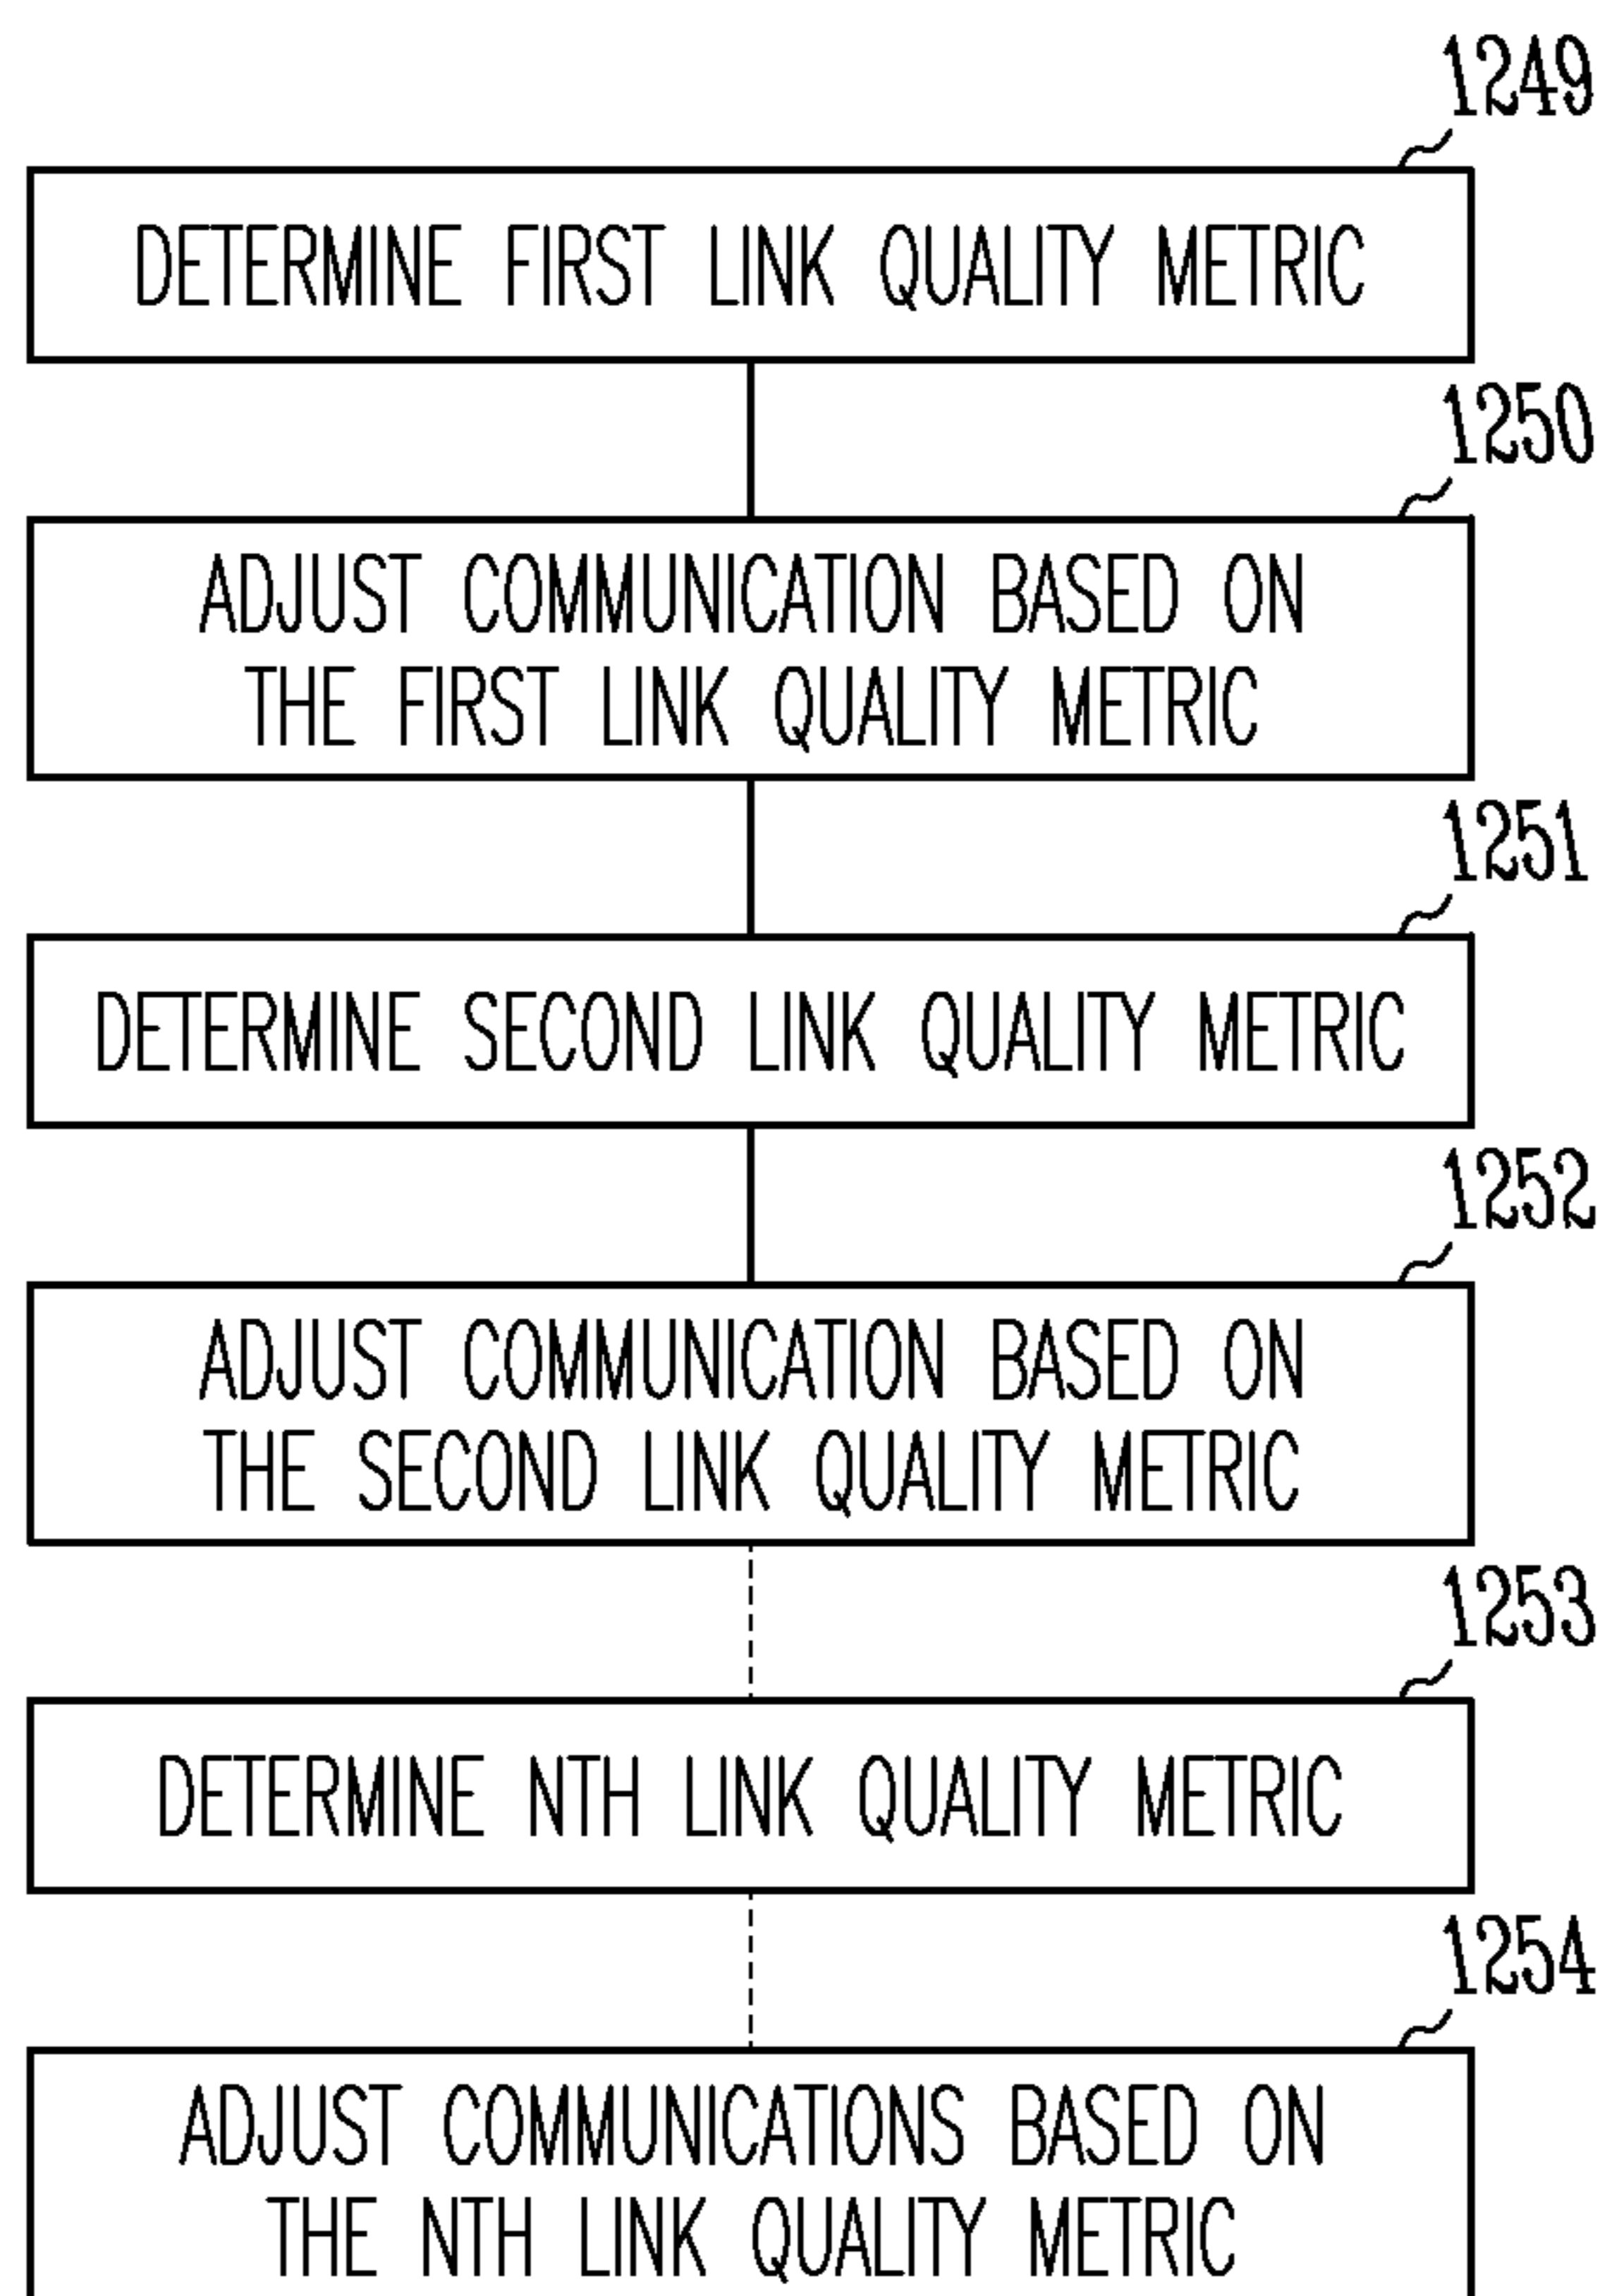 1249
DETERMINE FIRST LINK QUALITY METRIC
1250
ADJUST COMMUNICATION BASED ON
THE FIRST LINK QUALITY METRIC
1251
DETERMINE SECOND LINK QUALITY METRIC
1252
ADJUST COMMUNICATION BASED ON
THE SECOND LINK QUALITY METRIC
1253
DETERMINE NTH LINK QUALITY METRIC
1254
ADJUST COMMUNICATIONS BASED ON
THE NTH LINK QUALITY METRIC